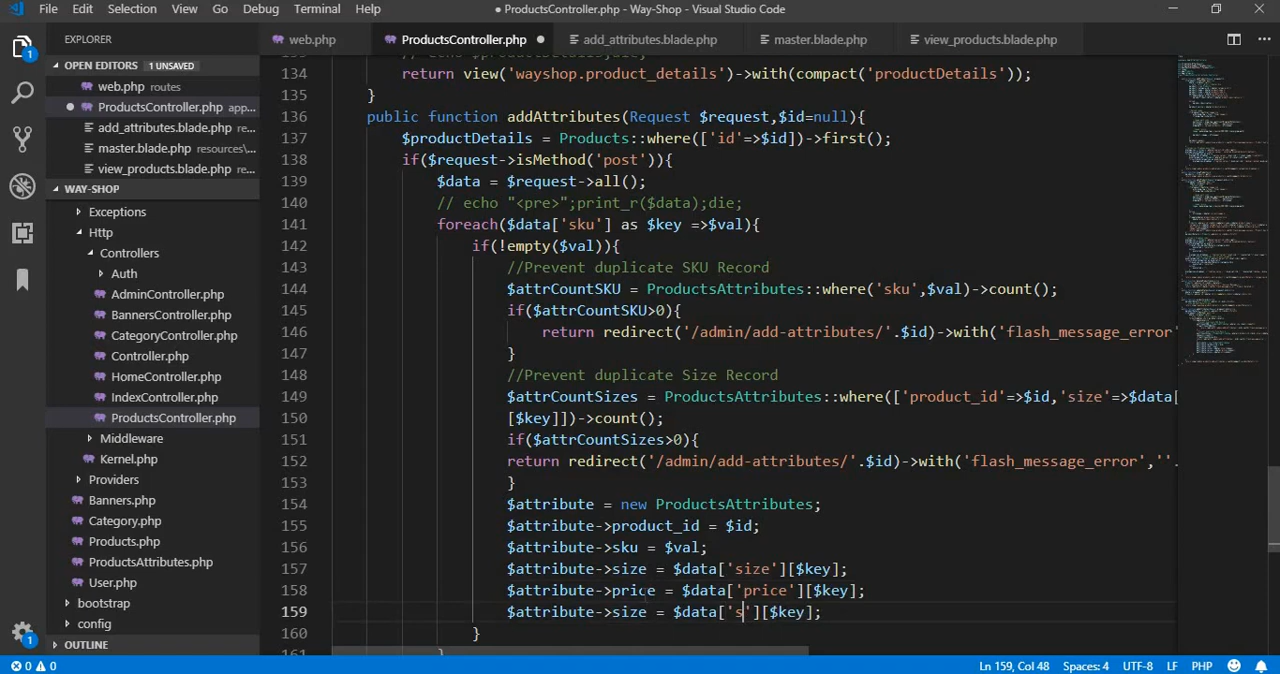 File Edit Selection View Go Debug Terminal Help ● ProductsController.php - Way-Shop - Visual Studio Code
EXPLORER
web.php ProductsController.php add_attributes.blade.php master.blade.php view_products.blade.php
OPEN EDITORS 1 UNSAVED
web.php routes
ProductsController.php app...
add_attributes.blade.php re...
master.blade.php resources\...
view_products.blade.php re...
WAY-SHOP
Exceptions
Http
Controllers
Auth
AdminController.php
BannersController.php
CategoryController.php
Controller.php
HomeController.php
IndexController.php
ProductsController.php
Middleware
Kernel.php
Providers
Banners.php
Category.php
Products.php
ProductsAttributes.php
User.php
bootstrap
config
OUTLINE
134 return view('wayshop.product_details')->with(compact('productDetails'));
135 }
136 public function addAttributes(Request $request,$id=null){
137 $productDetails = Products::where(['id'=>$id])->first();
138 if($request->isMethod('post')){
139 $data = $request->all();
140 // echo "<pre>";print_r($data);die;
141 foreach($data['sku'] as $key =>$val){
142 if(!empty($val)){
143 //Prevent duplicate SKU Record
144 $attrCountSKU = ProductsAttributes::where('sku',$val)->count();
145 if($attrCountSKU>0){
146 return redirect('/admin/add-attributes/'.$id)->with('flash_message_error'
147 }
148 //Prevent duplicate Size Record
149 $attrCountSizes = ProductsAttributes::where(['product_id'=>$id,'size'=>$data[
150 [$key]])->count();
151 if($attrCountSizes>0){
152 return redirect('/admin/add-attributes/'.$id)->with('flash_message_error',''.
153 }
154 $attribute = new ProductsAttributes;
155 $attribute->product_id = $id;
156 $attribute->sku = $val;
157 $attribute->size = $data['size'][$key];
158 $attribute->price = $data['price'][$key];
159 $attribute->size = $data['s'][$key];
160 }
0 0 Ln 159, Col 48 Spaces: 4 UTF-8 LF PHP